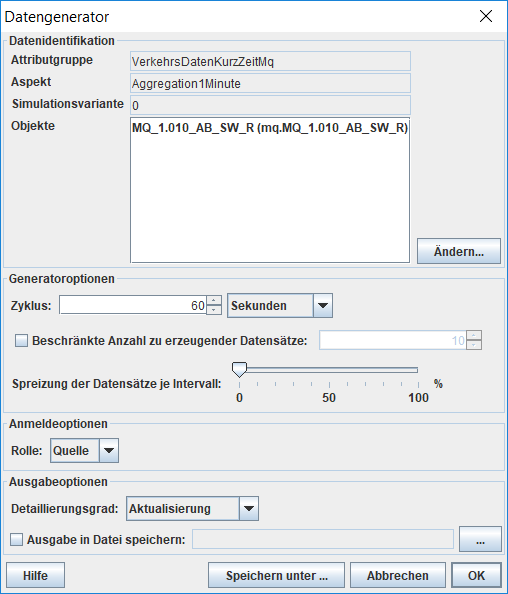 Datengenerator
Datenidentifikation
Attributgruppe VerkehrsDatenKurzZeitMq
Aspekt Aggregation1Minute
Simulationsvariante 0
Objekte MQ_1.010_AB_SW_R (mq.MQ_1.010_AB_SW_R)
Ändern...
Generatoroptionen
Zyklus: 60 Sekunden
Beschränkte Anzahl zu erzeugender Datensätze: 10
Spreizung der Datensätze je Intervall: %
0 50 100
Anmeldeoptionen
Rolle: Quelle
Ausgabeoptionen
Detaillierungsgrad: Aktualisierung
Ausgabe in Datei speichern: ...
Hilfe Speichern unter ... Abbrechen OK